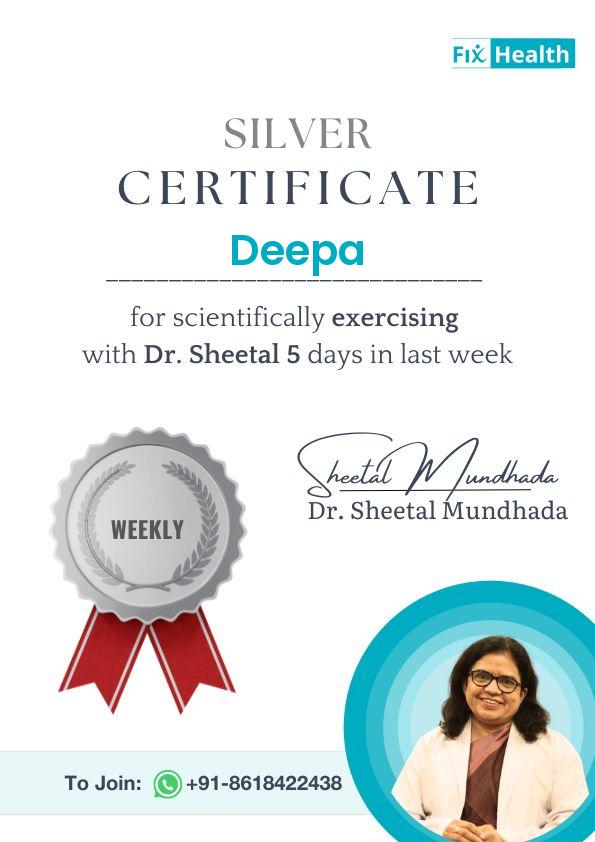 Fix Health
SILVER
CERTIFICATE
Deepa
for scientifically exercising
with Dr. Sheetal 5 days in last week
WEEKLY
Sheetal Mundhada
Dr. Sheetal Mundhada
To Join: +91-8618422438